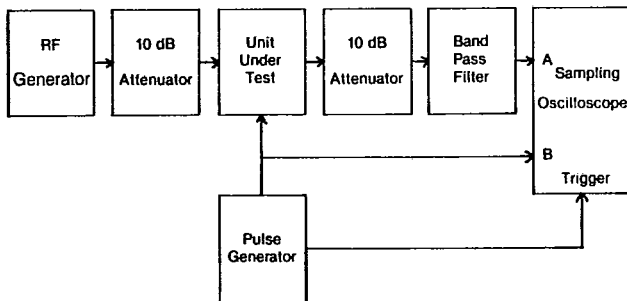 RF
Generator
10 dB
Attenuator
Unit
Under
Test
10 dB
Attenuator
Band
Pass
Filter
A
Sampling
Oscilloscope
B
Trigger
Pulse
Generator